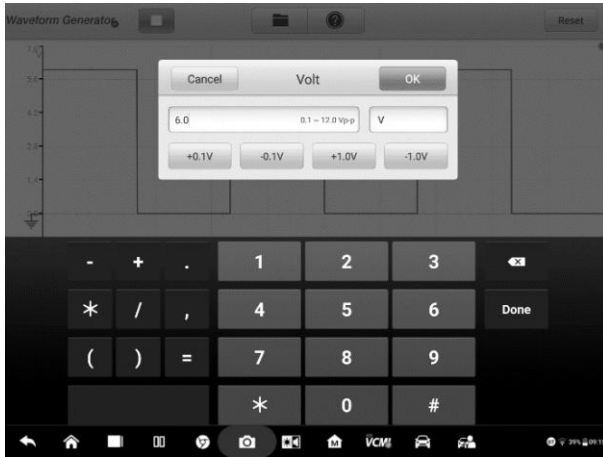 Waveform Generator
Reset
Cancel
Volt
OK
6.0
0.1 ~ 12.0 Vp-p
V
+0.1V
-0.1V
+1.0V
-1.0V
- + . 1 2 3
* / , 4 5 6 Done
( ) = 7 8 9
* 0 #
VCMI
39%